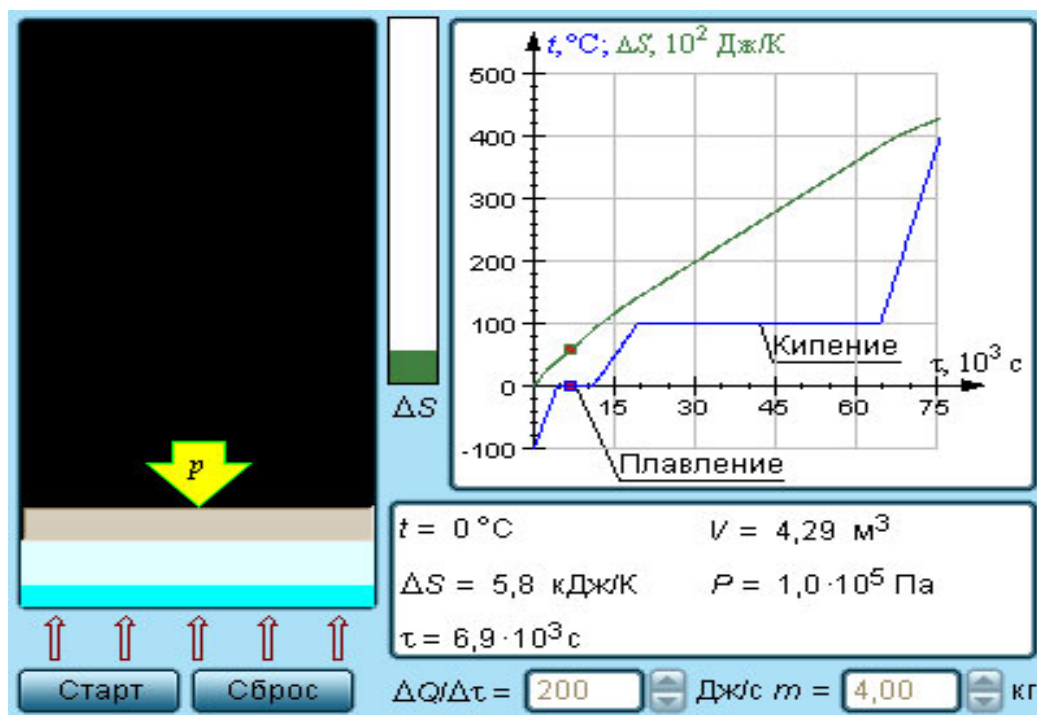 p
ΔS
t,°C; ΔS, 10² Дж/К
500
400
300
200
100
0
-100
15 30 45 60 75
τ, 10³ с
Кипение
Плавление
t = 0 °C V = 4,29 м³
ΔS = 5,8 кДж/К P = 1,0·10⁵ Па
τ = 6,9·10³ с
Старт Сброс ΔQ/Δτ = 200 Дж/с m = 4,00 кг